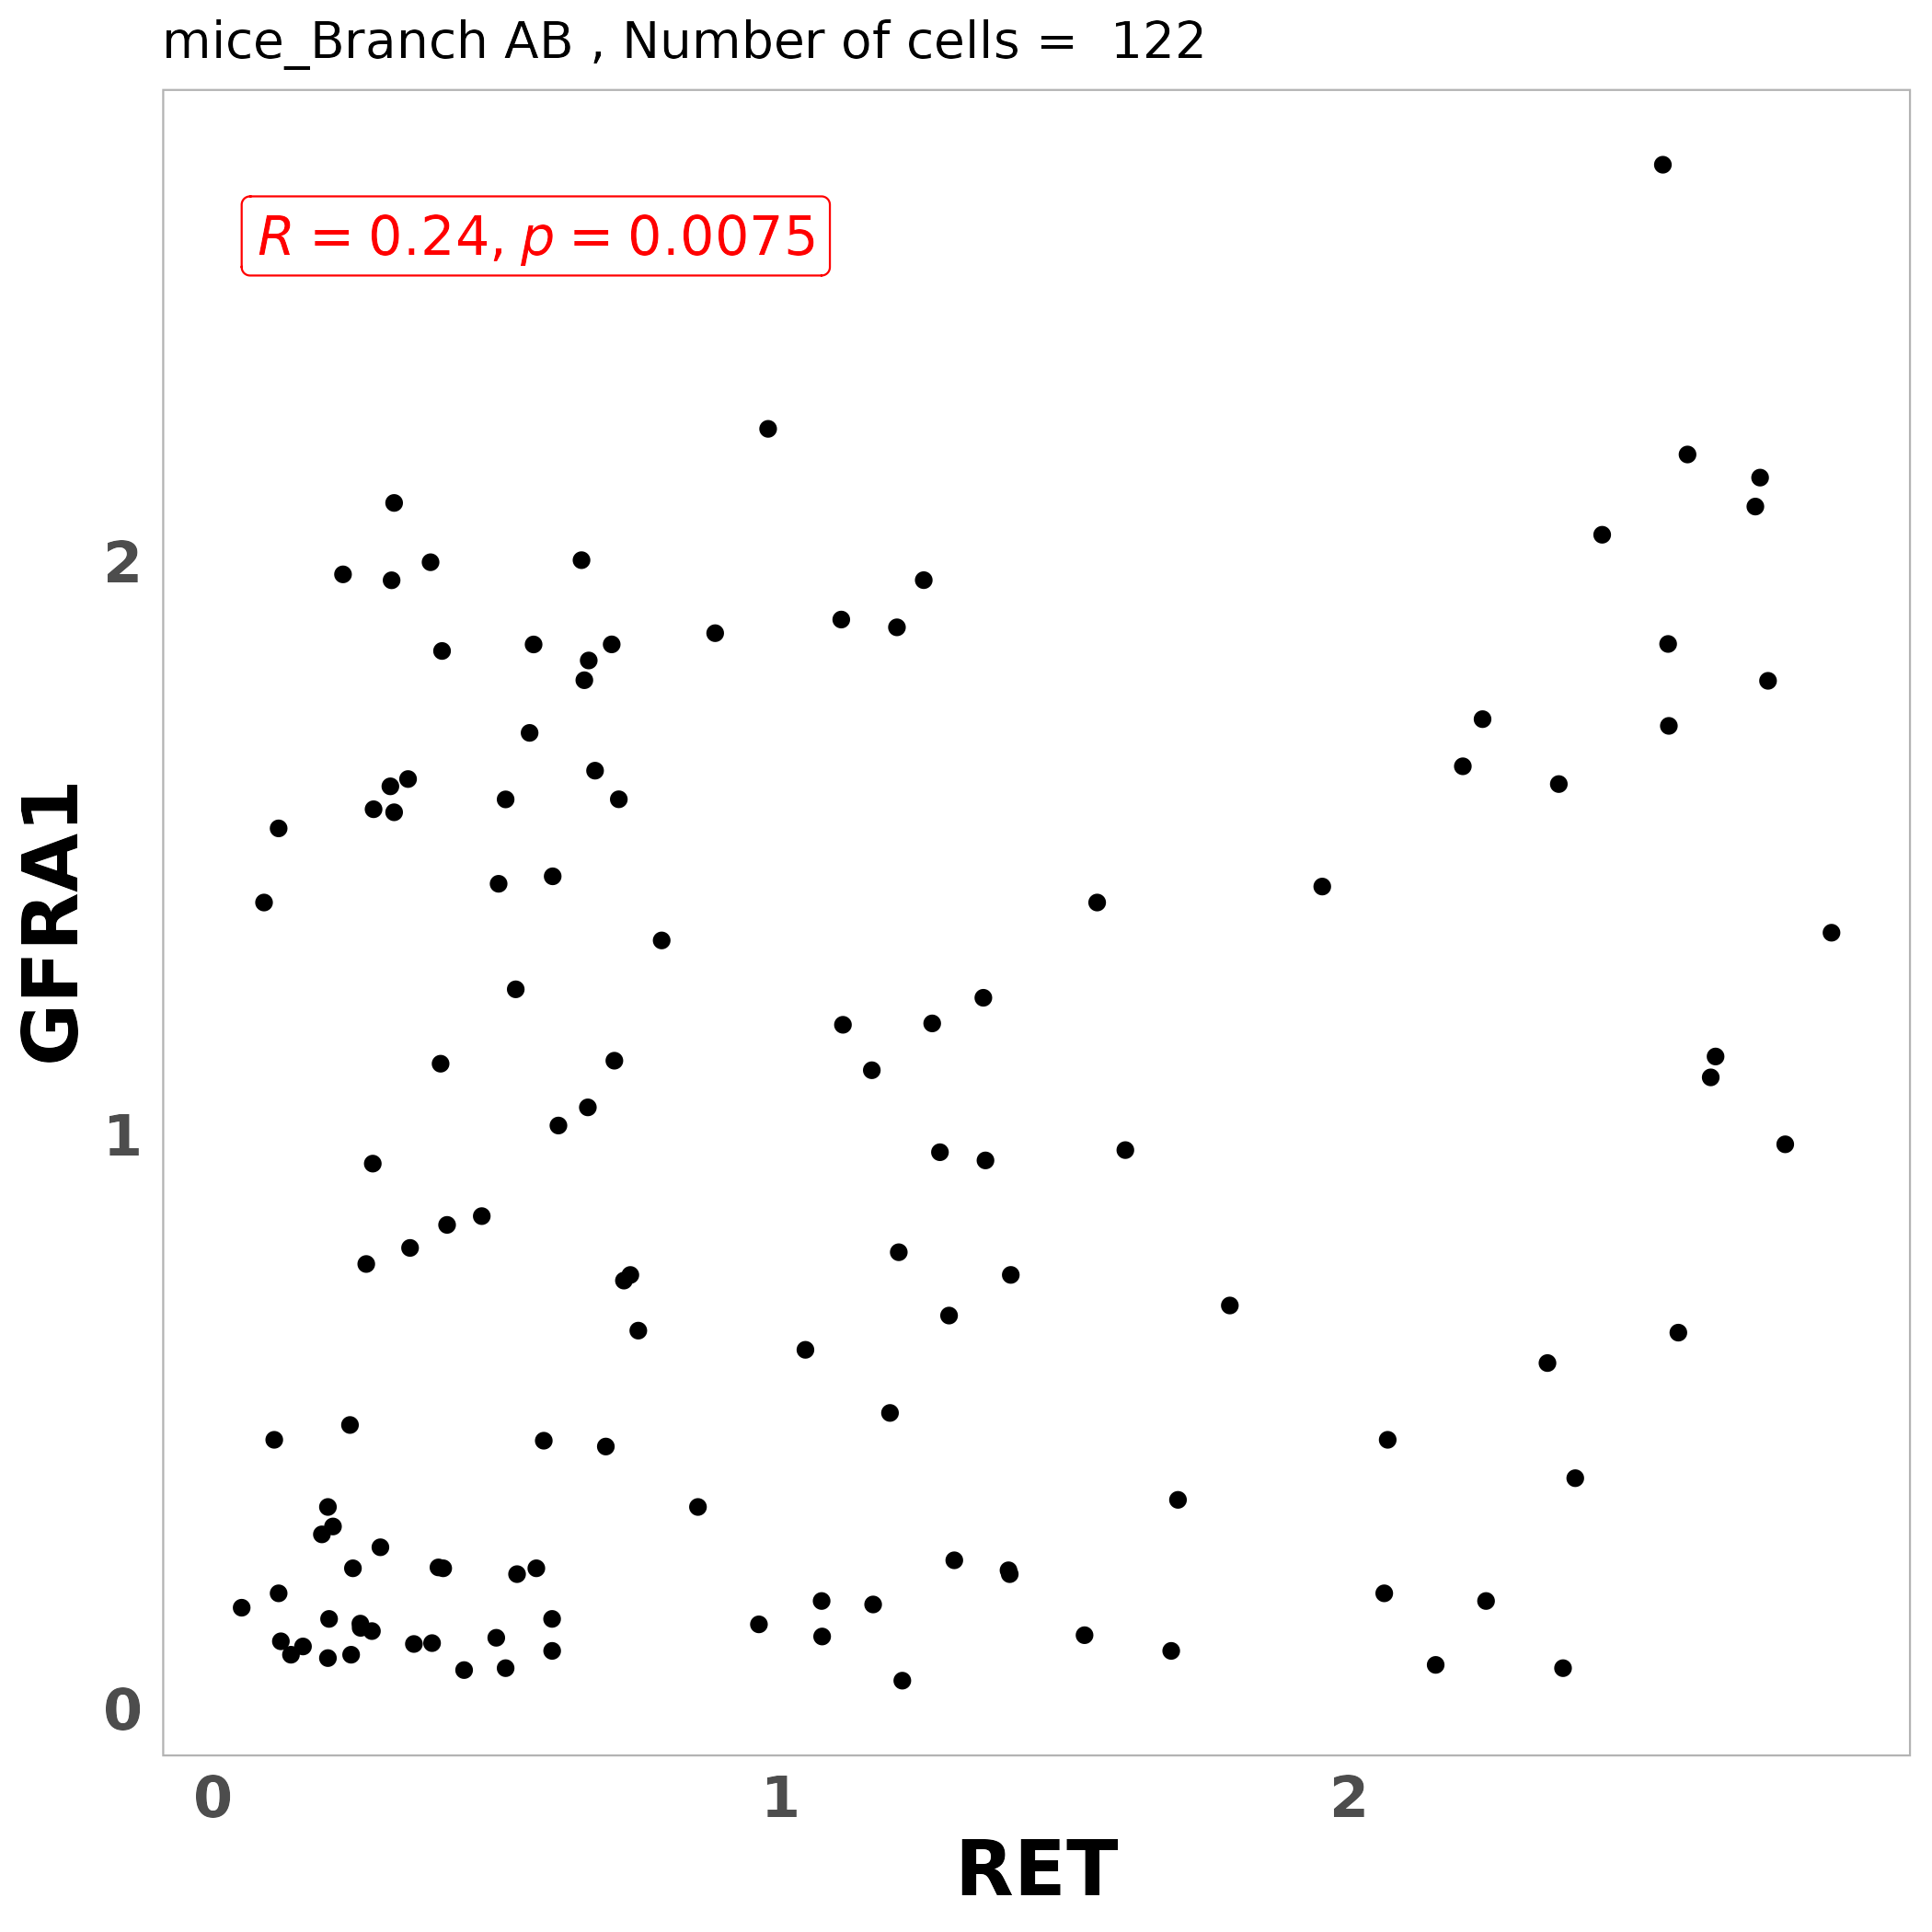 mice_Branch AB , Number of cells =  122
R = 0.24, p = 0.0075
GFRA1
2
1
0
0 1 2
RET